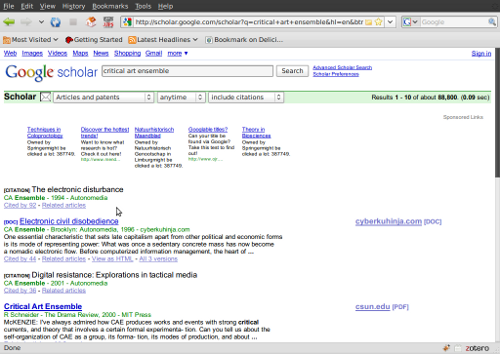 File Edit View History Bookmarks Tools Help
http://scholar.google.com/scholar?q=critical+art+ensemble&hl=en&btr
Google
Most Visited Getting Started Latest Headlines Bookmark on Delici...
Web Images Videos Maps News Shopping Gmail more Sign in
Google scholar critical art ensemble Search Advanced Scholar Search
Scholar Preferences
Scholar Articles and patents anytime include citations Results 1 - 10 of about 88,800. (0.09 sec)
Sponsored Links
Techniques in Coloproctology
Owned by Springermight be clicked a lot: 387749.
Discover the hottest trends!
Want to know what research is hot? Check it out here!
Natuurhistorisch Maandblad
Owned by Natuurhistorisch Genootschap in Limburgmight be clicked a lot: 387749.
Googlable titles?
Can your title be found via Google? Take this test to find out!
Theory in Biosciences
Owned by Springermight be clicked a lot: 387749.
[CITATION] The electronic disturbance
CA Ensemble - 1994 - Autonomedia
Cited by 92 - Related articles
[DOC] Electronic civil disobedience cyberkuhinja.com [DOC]
CA Ensemble - Brooklyn: Autonomedia, 1996 - cyberkuhinja.com
One essential characteristic that sets late capitalism apart from other political and economic forms
is its mode of representing power: What was once a sedentary concrete mass has now become
a nomadic electronic flow. Before computerized information management, the heart of ...
Cited by 44 - Related articles - View as HTML - All 3 versions
[CITATION] Digital resistance: Explorations in tactical media
CA Ensemble - 2001 - Autonomedia
Cited by 36 - Related articles
Critical Art Ensemble csun.edu [PDF]
R Schneider - The Drama Review, 2000 - MIT Press
McKENZIE: I've always admired how CAE produces works and events with strong critical
currents, and theory that involves a certain formal experimenta- tion. Can you tell us about the
self-organization of CAE as a group, its forma- tion, its modes of production, and about ...
Done zotero